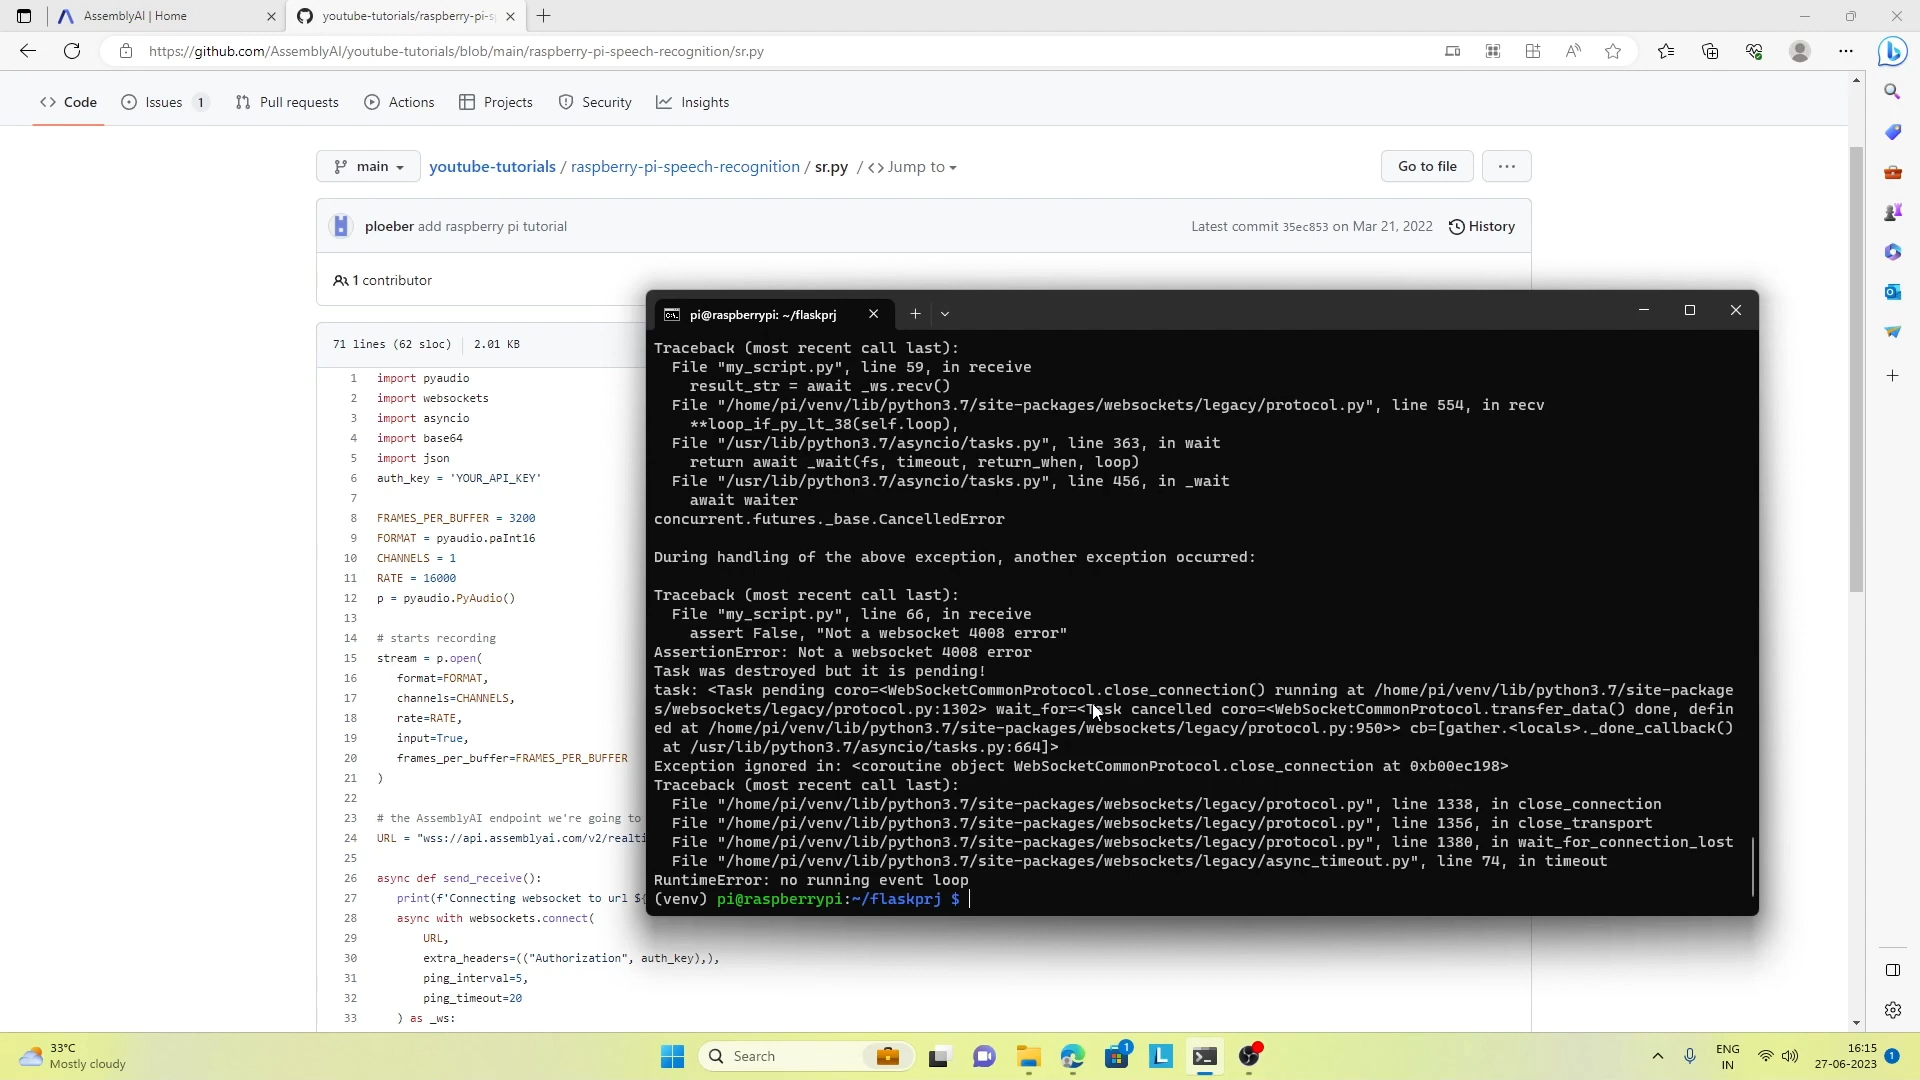 AssemblyAI | Home
youtube-tutorials/raspberry-pi-s
https://github.com/AssemblyAI/youtube-tutorials/blob/main/raspberry-pi-speech-recognition/sr.py
Code
Issues 1
Pull requests
Actions
Projects
Security
Insights
main
youtube-tutorials / raspberry-pi-speech-recognition / sr.py / <> Jump to
Go to file
...
ploeber add raspberry pi tutorial
Latest commit 35ec853 on Mar 21, 2022
History
1 contributor
71 lines (62 sloc)
2.01 KB
1 import pyaudio
2 import websockets
3 import asyncio
4 import base64
5 import json
6 auth_key = 'YOUR_API_KEY'
7
8 FRAMES_PER_BUFFER = 3200
9 FORMAT = pyaudio.paInt16
10 CHANNELS = 1
11 RATE = 16000
12 p = pyaudio.PyAudio()
13
14 # starts recording
15 stream = p.open(
16 format=FORMAT,
17 channels=CHANNELS,
18 rate=RATE,
19 input=True,
20 frames_per_buffer=FRAMES_PER_BUFFER
21 )
22
23 # the AssemblyAI endpoint we're going to
24 URL = "wss://api.assemblyai.com/v2/realti
25
26 async def send_receive():
27 print(f'Connecting websocket to url $
28 async with websockets.connect(
29 URL,
30 extra_headers=(("Authorization", auth_key),),
31 ping_interval=5,
32 ping_timeout=20
33 ) as _ws:
pi@raspberrypi: ~/flaskprj
Traceback (most recent call last):
File "my_script.py", line 59, in receive
result_str = await _ws.recv()
File "/home/pi/venv/lib/python3.7/site-packages/websockets/legacy/protocol.py", line 554, in recv
**loop_if_py_lt_38(self.loop),
File "/usr/lib/python3.7/asyncio/tasks.py", line 363, in wait
return await _wait(fs, timeout, return_when, loop)
File "/usr/lib/python3.7/asyncio/tasks.py", line 456, in _wait
await waiter
concurrent.futures._base.CancelledError
During handling of the above exception, another exception occurred:
Traceback (most recent call last):
File "my_script.py", line 66, in receive
assert False, "Not a websocket 4008 error"
AssertionError: Not a websocket 4008 error
Task was destroyed but it is pending!
task: <Task pending coro=<WebSocketCommonProtocol.close_connection() running at /home/pi/venv/lib/python3.7/site-package
s/websockets/legacy/protocol.py:1302> wait_for=<Task cancelled coro=<WebSocketCommonProtocol.transfer_data() done, defin
ed at /home/pi/venv/lib/python3.7/site-packages/websockets/legacy/protocol.py:950>> cb=[gather.<locals>._done_callback()
at /usr/lib/python3.7/asyncio/tasks.py:664]>
Exception ignored in: <coroutine object WebSocketCommonProtocol.close_connection at 0xb00ec198>
Traceback (most recent call last):
File "/home/pi/venv/lib/python3.7/site-packages/websockets/legacy/protocol.py", line 1338, in close_connection
File "/home/pi/venv/lib/python3.7/site-packages/websockets/legacy/protocol.py", line 1356, in close_transport
File "/home/pi/venv/lib/python3.7/site-packages/websockets/legacy/protocol.py", line 1380, in wait_for_connection_lost
File "/home/pi/venv/lib/python3.7/site-packages/websockets/legacy/async_timeout.py", line 74, in timeout
RuntimeError: no running event loop
(venv) pi@raspberrypi:~/flaskprj $
33°C
Mostly cloudy
Search
1
ENG
IN
16:15
27-06-2023
1